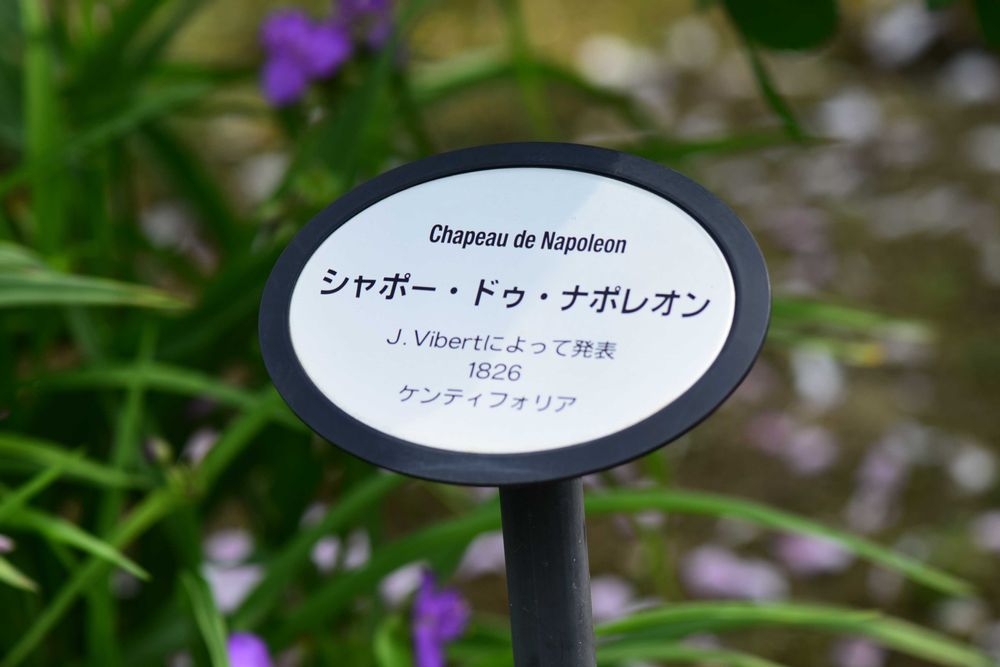 Chapeau de Napoleon
シャポー・ドゥ・ナポレオン
J. Vibertによって発表
1826
ケンティフォリア